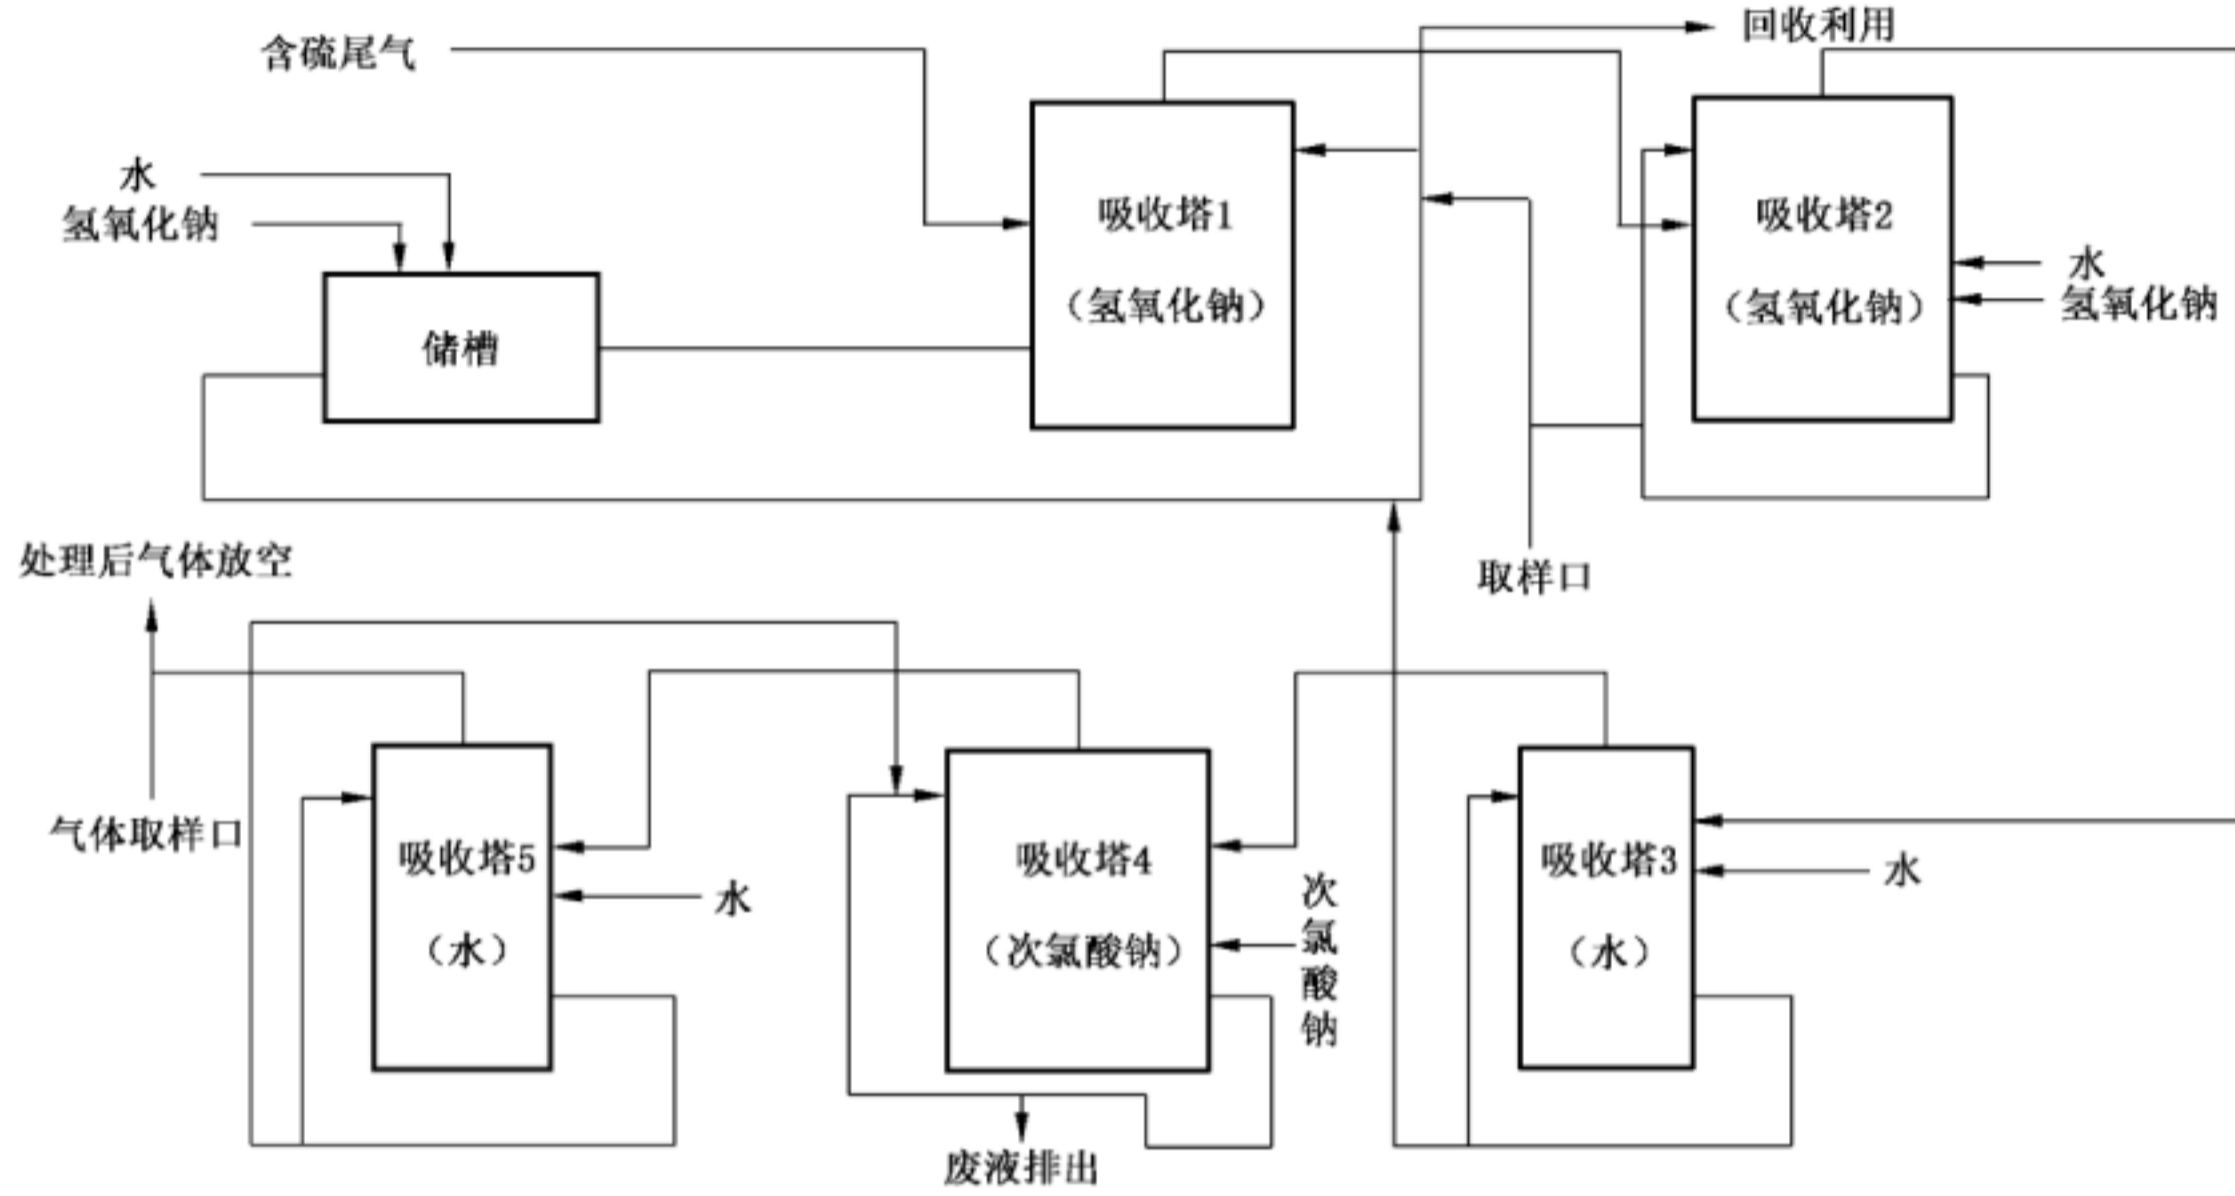 回收利用
含硫尾气
水
氢氧化钠
吸收塔1
（氢氧化钠）
吸收塔2
（氢氧化钠）
水
氢氧化钠
储槽
处理后气体放空
取样口
气体取样口
吸收塔5
（水）
水
吸收塔4
（次氯酸钠）
次氯酸钠
吸收塔3
（水）
水
废液排出